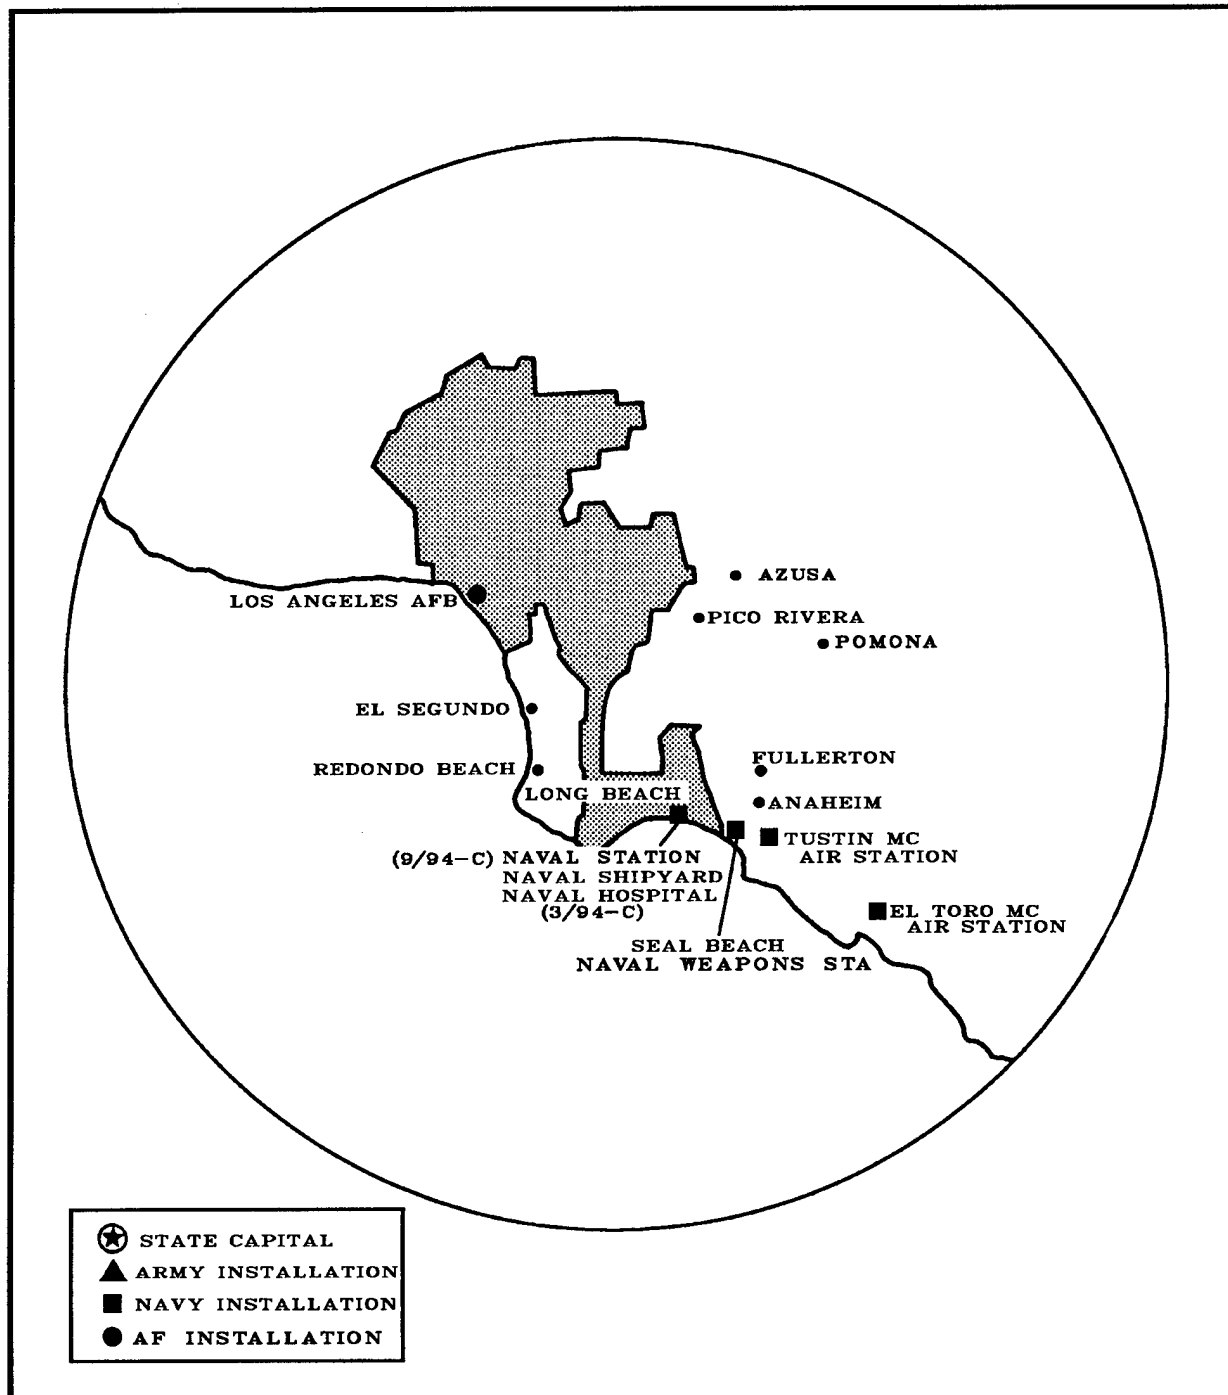 AZUSA
LOS ANGELES AFB
PICO RIVERA
POMONA
EL SEGUNDO
FULLERTON
REDONDO BEACH
LONG BEACH
ANAHEIM
TUSTIN MC
AIR STATION
(9/94-C) NAVAL STATION
NAVAL SHIPYARD
NAVAL HOSPITAL
(3/94-C)
EL TORO MC
AIR STATION
SEAL BEACH
NAVAL WEAPONS STA
STATE CAPITAL
ARMY INSTALLATION
NAVY INSTALLATION
AF INSTALLATION